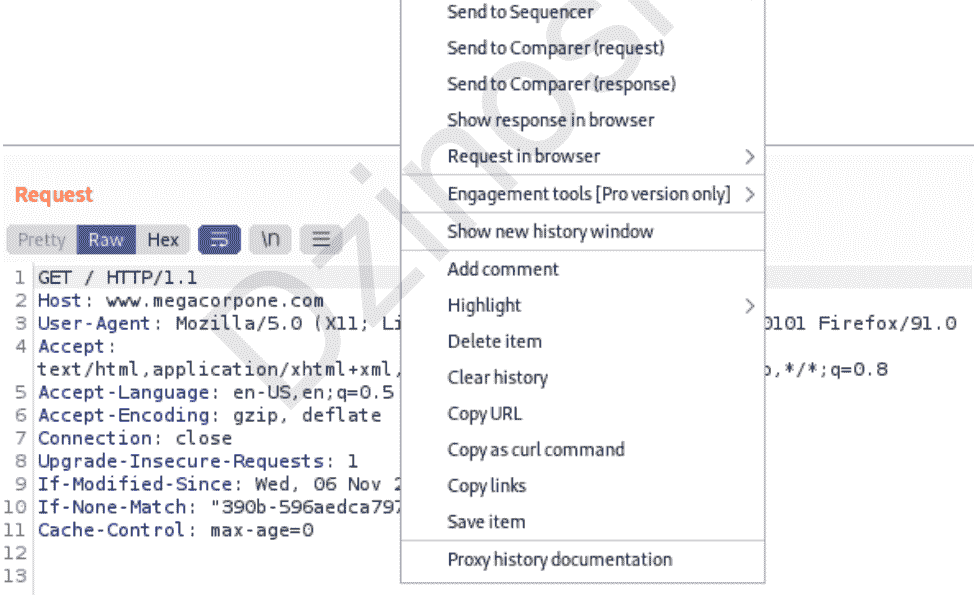 Send to Sequencer
Send to Comparer (request)
Send to Comparer (response)
Show response in browser
Request in browser
Engagement tools [Pro version only]
Show new history window
Add comment
Highlight
Delete item
Clear history
Copy URL
Copy as curl command
Copy links
Save item
Proxy history documentation
Request
Pretty Raw Hex \n
1 GET / HTTP/1.1
2 Host: www.megacorpone.com
3 User-Agent: Mozilla/5.0 (X11; Li 0101 Firefox/91.0
4 Accept:
text/html,application/xhtml+xml, ,*/*;q=0.8
5 Accept-Language: en-US,en;q=0.5
6 Accept-Encoding: gzip, deflate
7 Connection: close
8 Upgrade-Insecure-Requests: 1
9 If-Modified-Since: Wed, 06 Nov 2
10 If-None-Match: "390b-596aedca797
11 Cache-Control: max-age=0
12
13
Dzinos